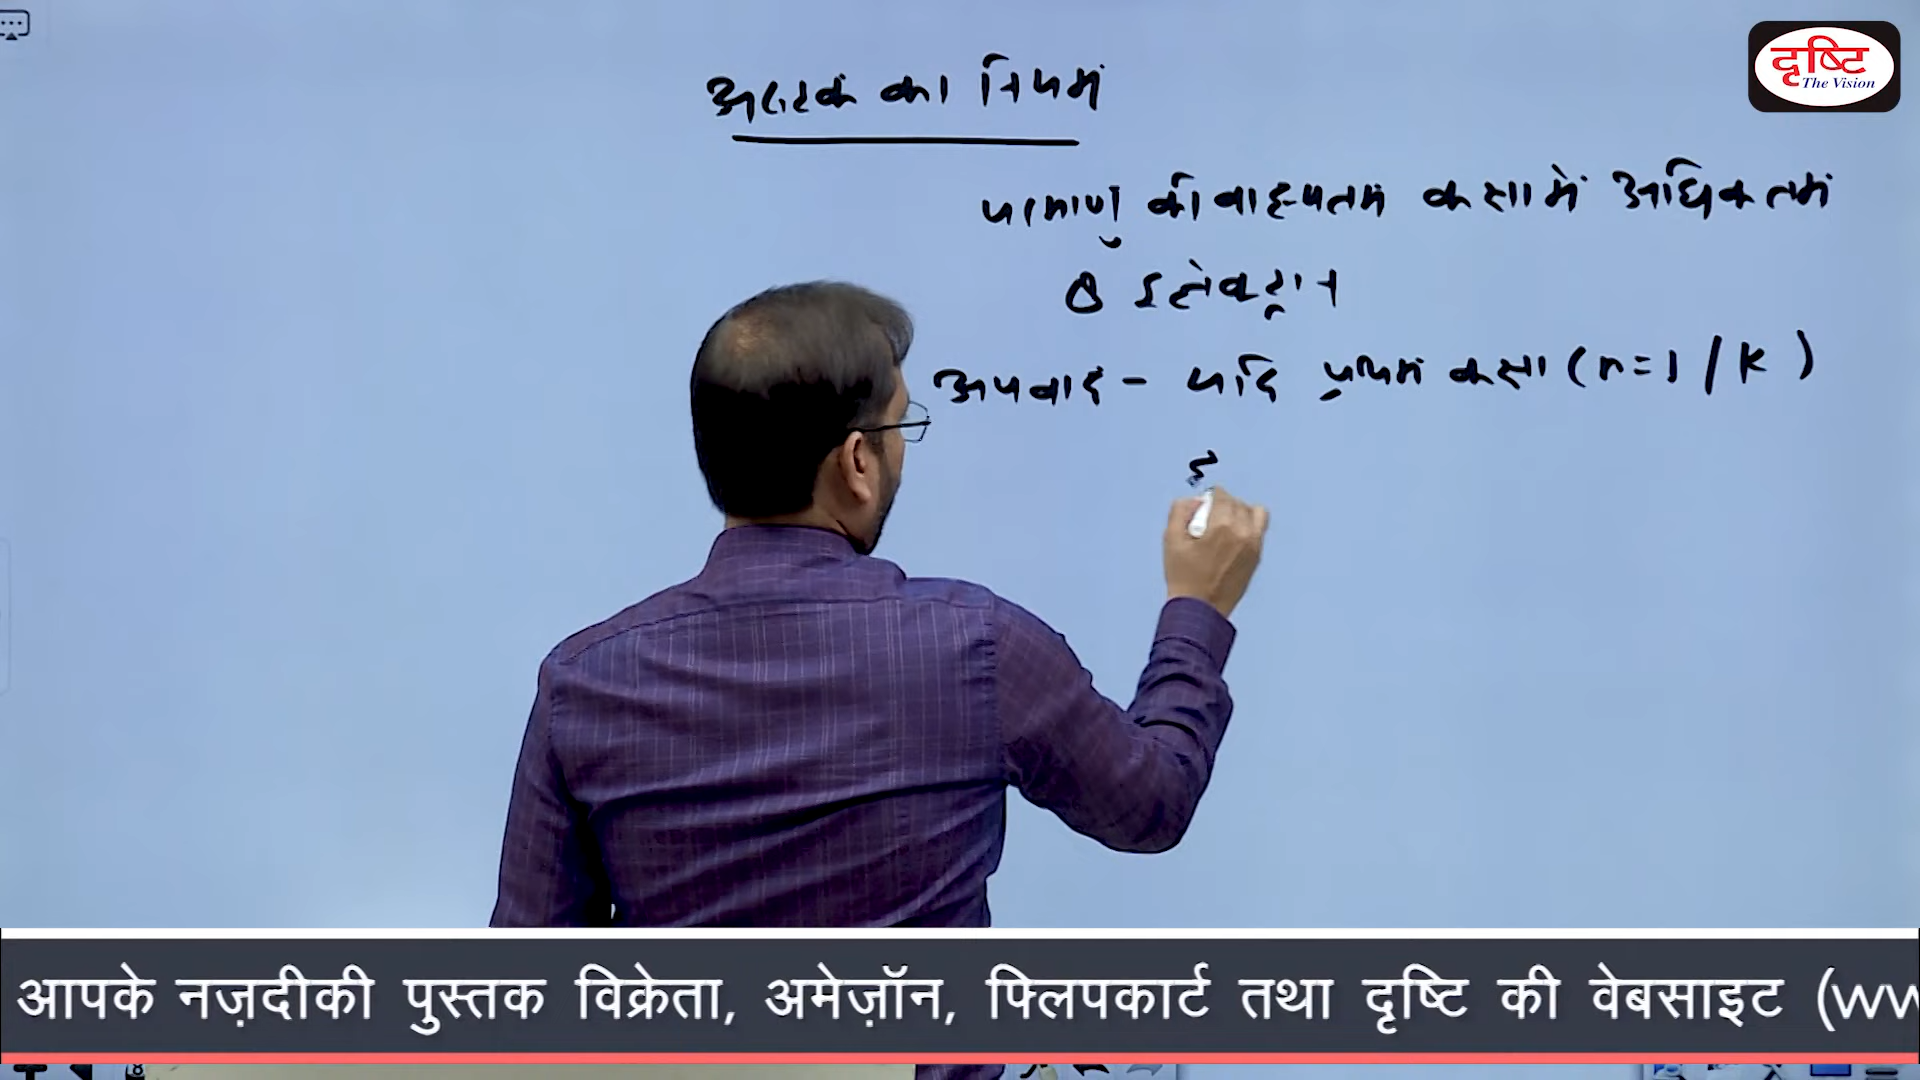 अष्टक का नियम
दृष्टि
The Vision
परमाणु की बाह्यतम कक्षा में अधिकतम
8 इलेक्ट्रान
अपवाद - यदि प्रथम कक्षा (n=1/K)
आपके नज़दीकी पुस्तक विक्रेता, अमेज़ॉन, फ्लिपकार्ट तथा दृष्टि की वेबसाइट (ww